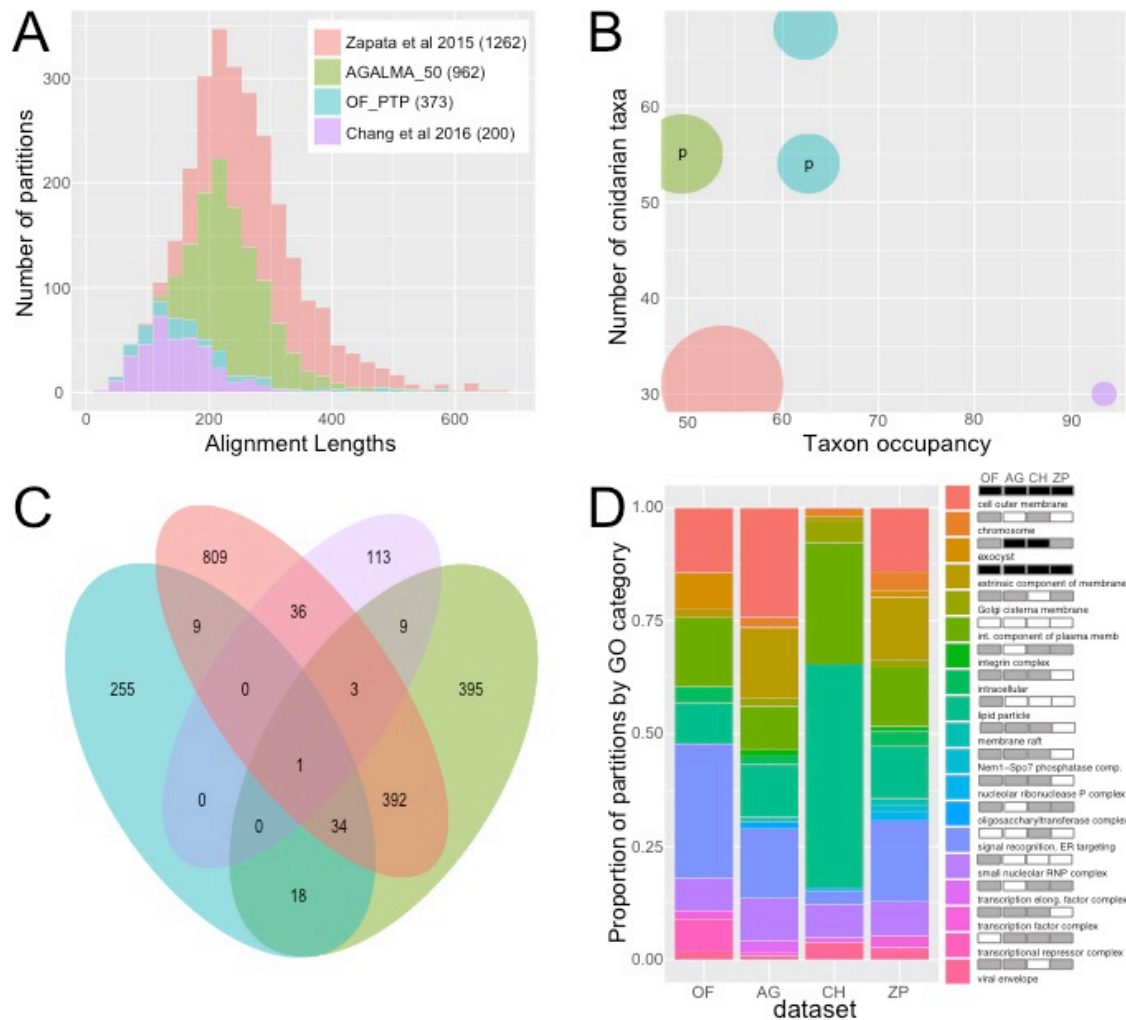 A
Zapata et al 2015 (1262)
AGALMA_50 (962)
OF_PTP (373)
Chang et al 2016 (200)
300
200
100
0
Number of partitions
0
200
400
600
Alignment Lengths
B
p
p
60
50
40
30
Number of cnidarian taxa
50
60
70
80
90
Taxon occupancy
C
809
113
36
9
9
255
0
3
395
1
0
392
0
34
18
D
1.00
0.75
0.50
0.25
0.00
Proportion of partitions by GO category
OF
AG
CH
ZP
dataset
OF AG CH ZP
cell outer membrane
chromosome
exocyst
extrinsic component of membrane
Golgi cisterna membrane
int. component of plasma memb
integrin complex
intracellular
lipid particle
membrane raft
Nem1-Spo7 phosphatase comp.
nucleolar ribonuclease P complex
oligosaccharyltransferase complex
signal recognition, ER targeting
small nucleolar RNP complex
transcription elong. factor complex
transcription factor complex
transcriptional repressor complex
viral envelope